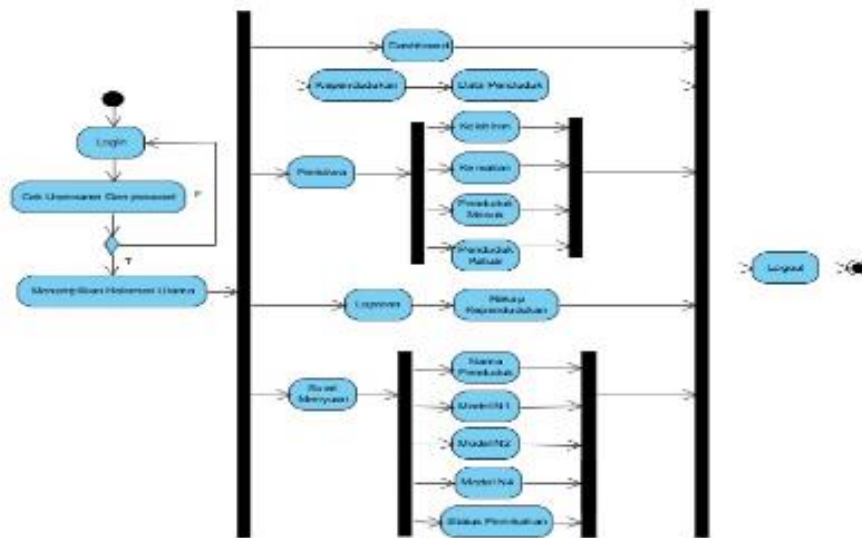 Dashboard
Kependudukan
Data Penduduk
Login
Kelahiran
Kematian
Peristiwa
Cek Username Dan password
F
Penduduk
Masuk
Penduduk
Keluar
T
Menampilkan Halaman Utama
Logout
Laporan
Rekap
Kependudukan
Nama
Penduduk
Surat
Menyurat
Model N1
Model N2
Model N4
Status Pernikahan